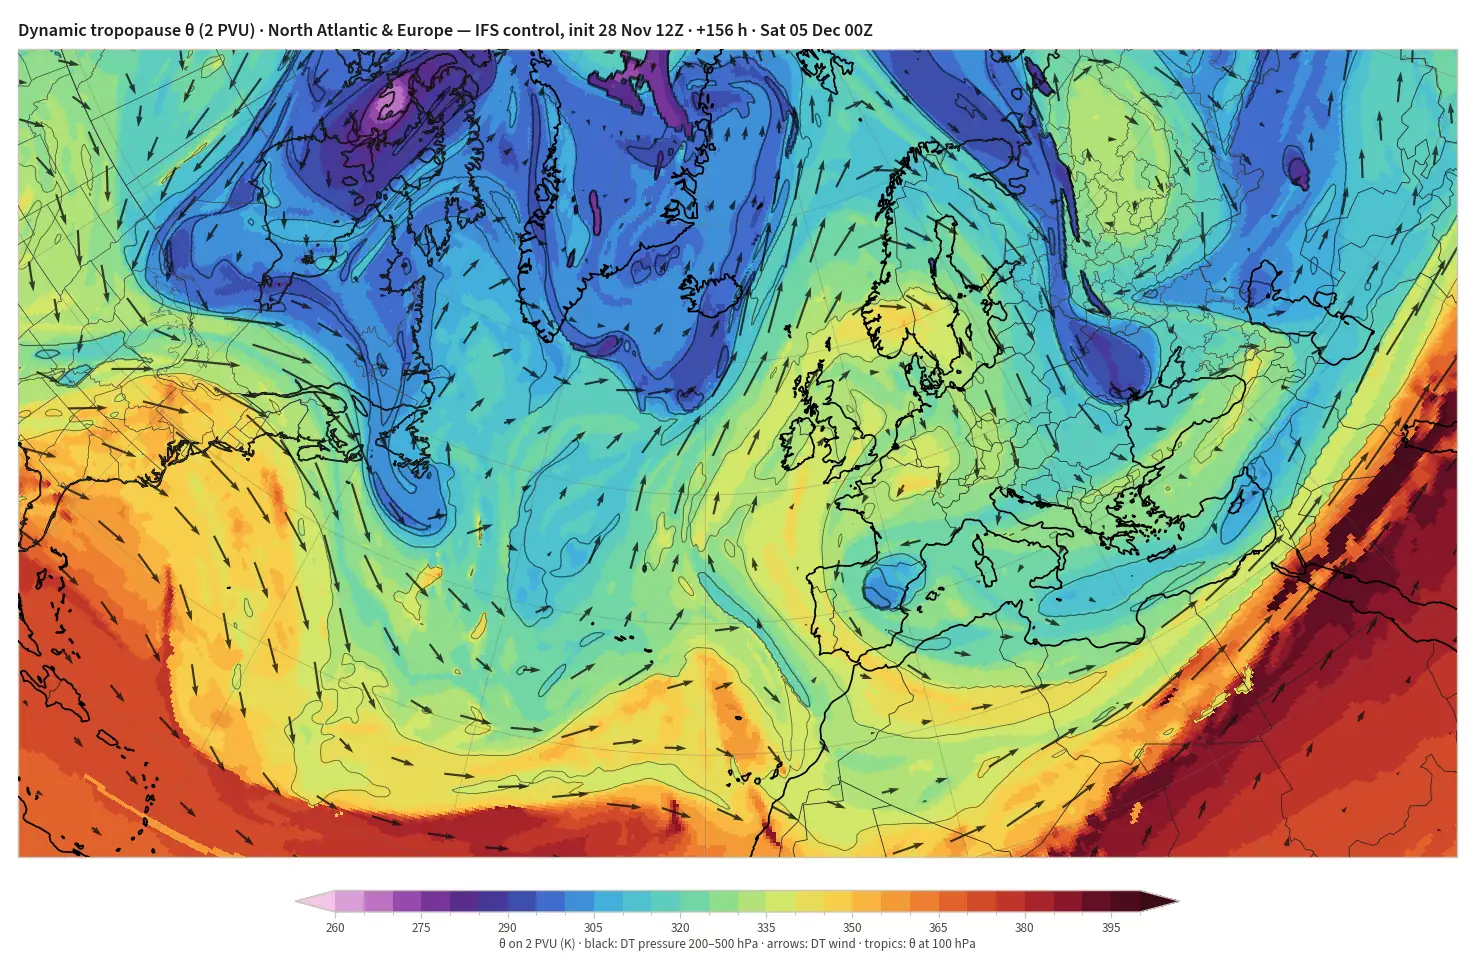 Dynamic tropopause θ (2 PVU) · North Atlantic & Europe — IFS control, init 28 Nov 12Z · +156 h · Sat 05 Dec 00Z
260 275 290 305 320 335 350 365 380 395
θ on 2 PVU (K) · black: DT pressure 200–500 hPa · arrows: DT wind · tropics: θ at 100 hPa